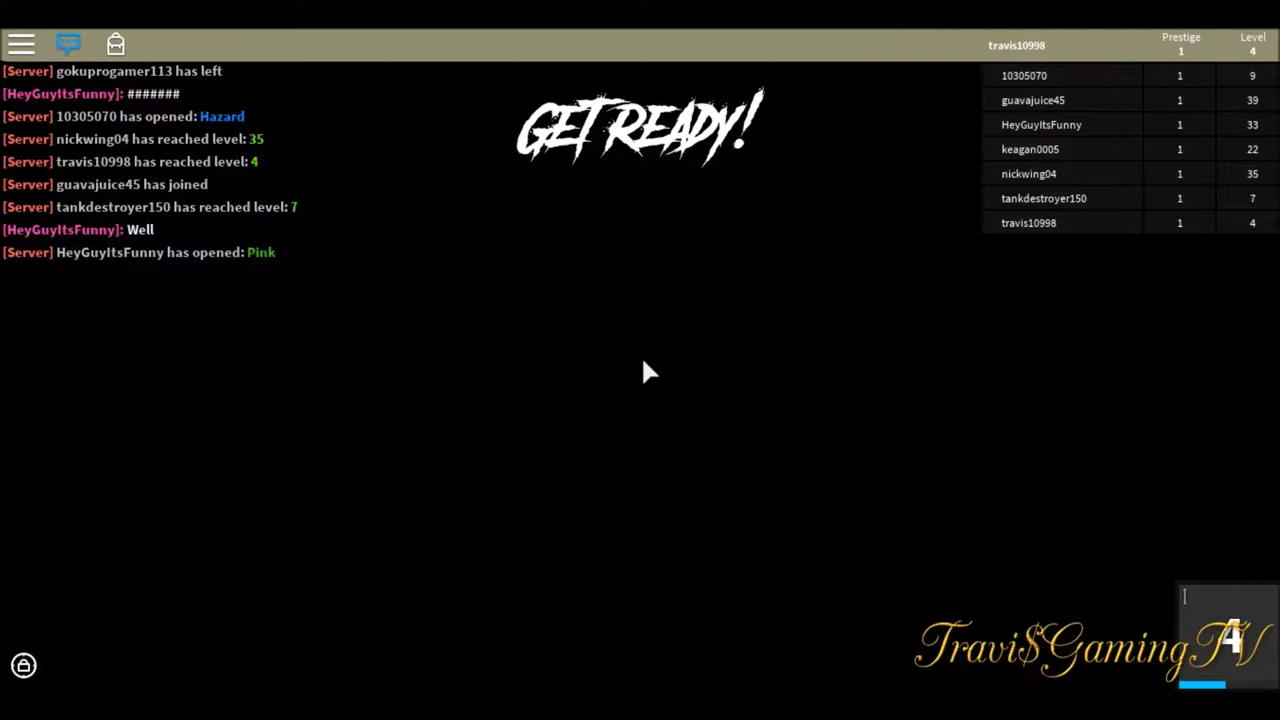 travis10998 Prestige 1 Level 4
[Server] gokuprogamer113 has left
[HeyGuyItsFunny]: #######
[Server] 10305070 has opened: Hazard
[Server] nickwing04 has reached level: 35
[Server] travis10998 has reached level: 4
[Server] guavajuice45 has joined
[Server] tankdestroyer150 has reached level: 7
[HeyGuyItsFunny]: Well
[Server] HeyGuyItsFunny has opened: Pink
GET READY!
10305070 1 9
guavajuice45 1 39
HeyGuyItsFunny 1 33
keagan0005 1 22
nickwing04 1 35
tankdestroyer150 1 7
travis10998 1 4
I
4
Travi$GamingTV